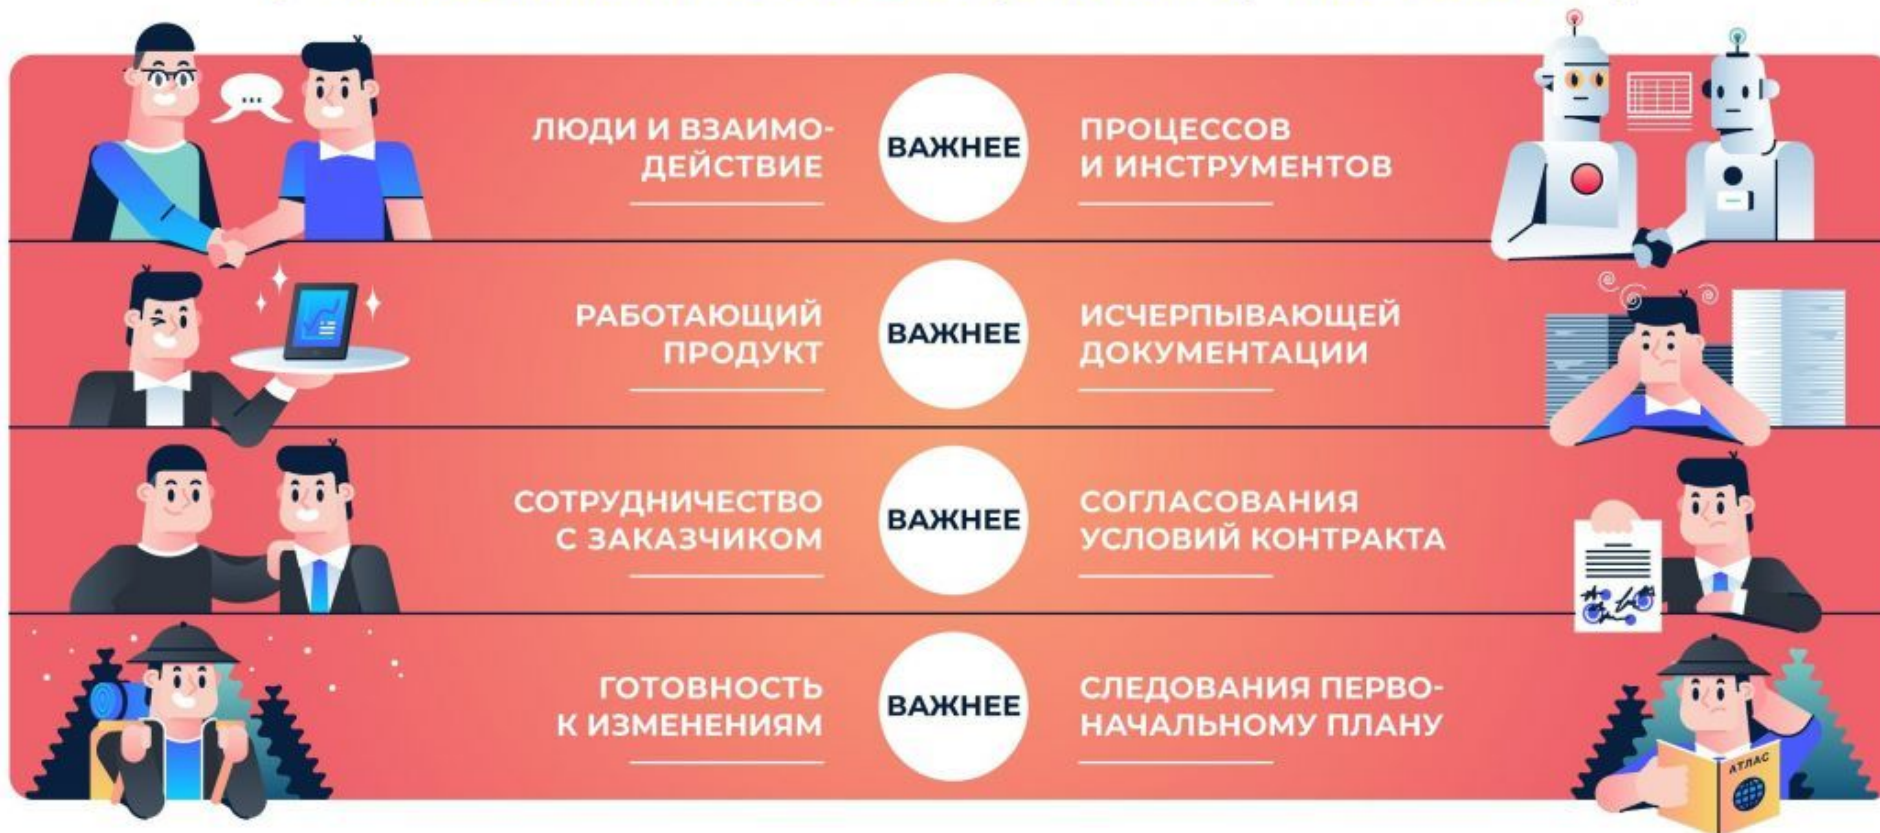 ЛЮДИ И ВЗАИМО-
ДЕЙСТВИЕ
ВАЖНЕЕ
ПРОЦЕССОВ
И ИНСТРУМЕНТОВ
РАБОТАЮЩИЙ
ПРОДУКТ
ВАЖНЕЕ
ИСЧЕРПЫВАЮЩЕЙ
ДОКУМЕНТАЦИИ
СОТРУДНИЧЕСТВО
С ЗАКАЗЧИКОМ
ВАЖНЕЕ
СОГЛАСОВАНИЯ
УСЛОВИЙ КОНТРАКТА
ГОТОВНОСТЬ
К ИЗМЕНЕНИЯМ
ВАЖНЕЕ
СЛЕДОВАНИЯ ПЕРВО-
НАЧАЛЬНОМУ ПЛАНУ
АТЛАС